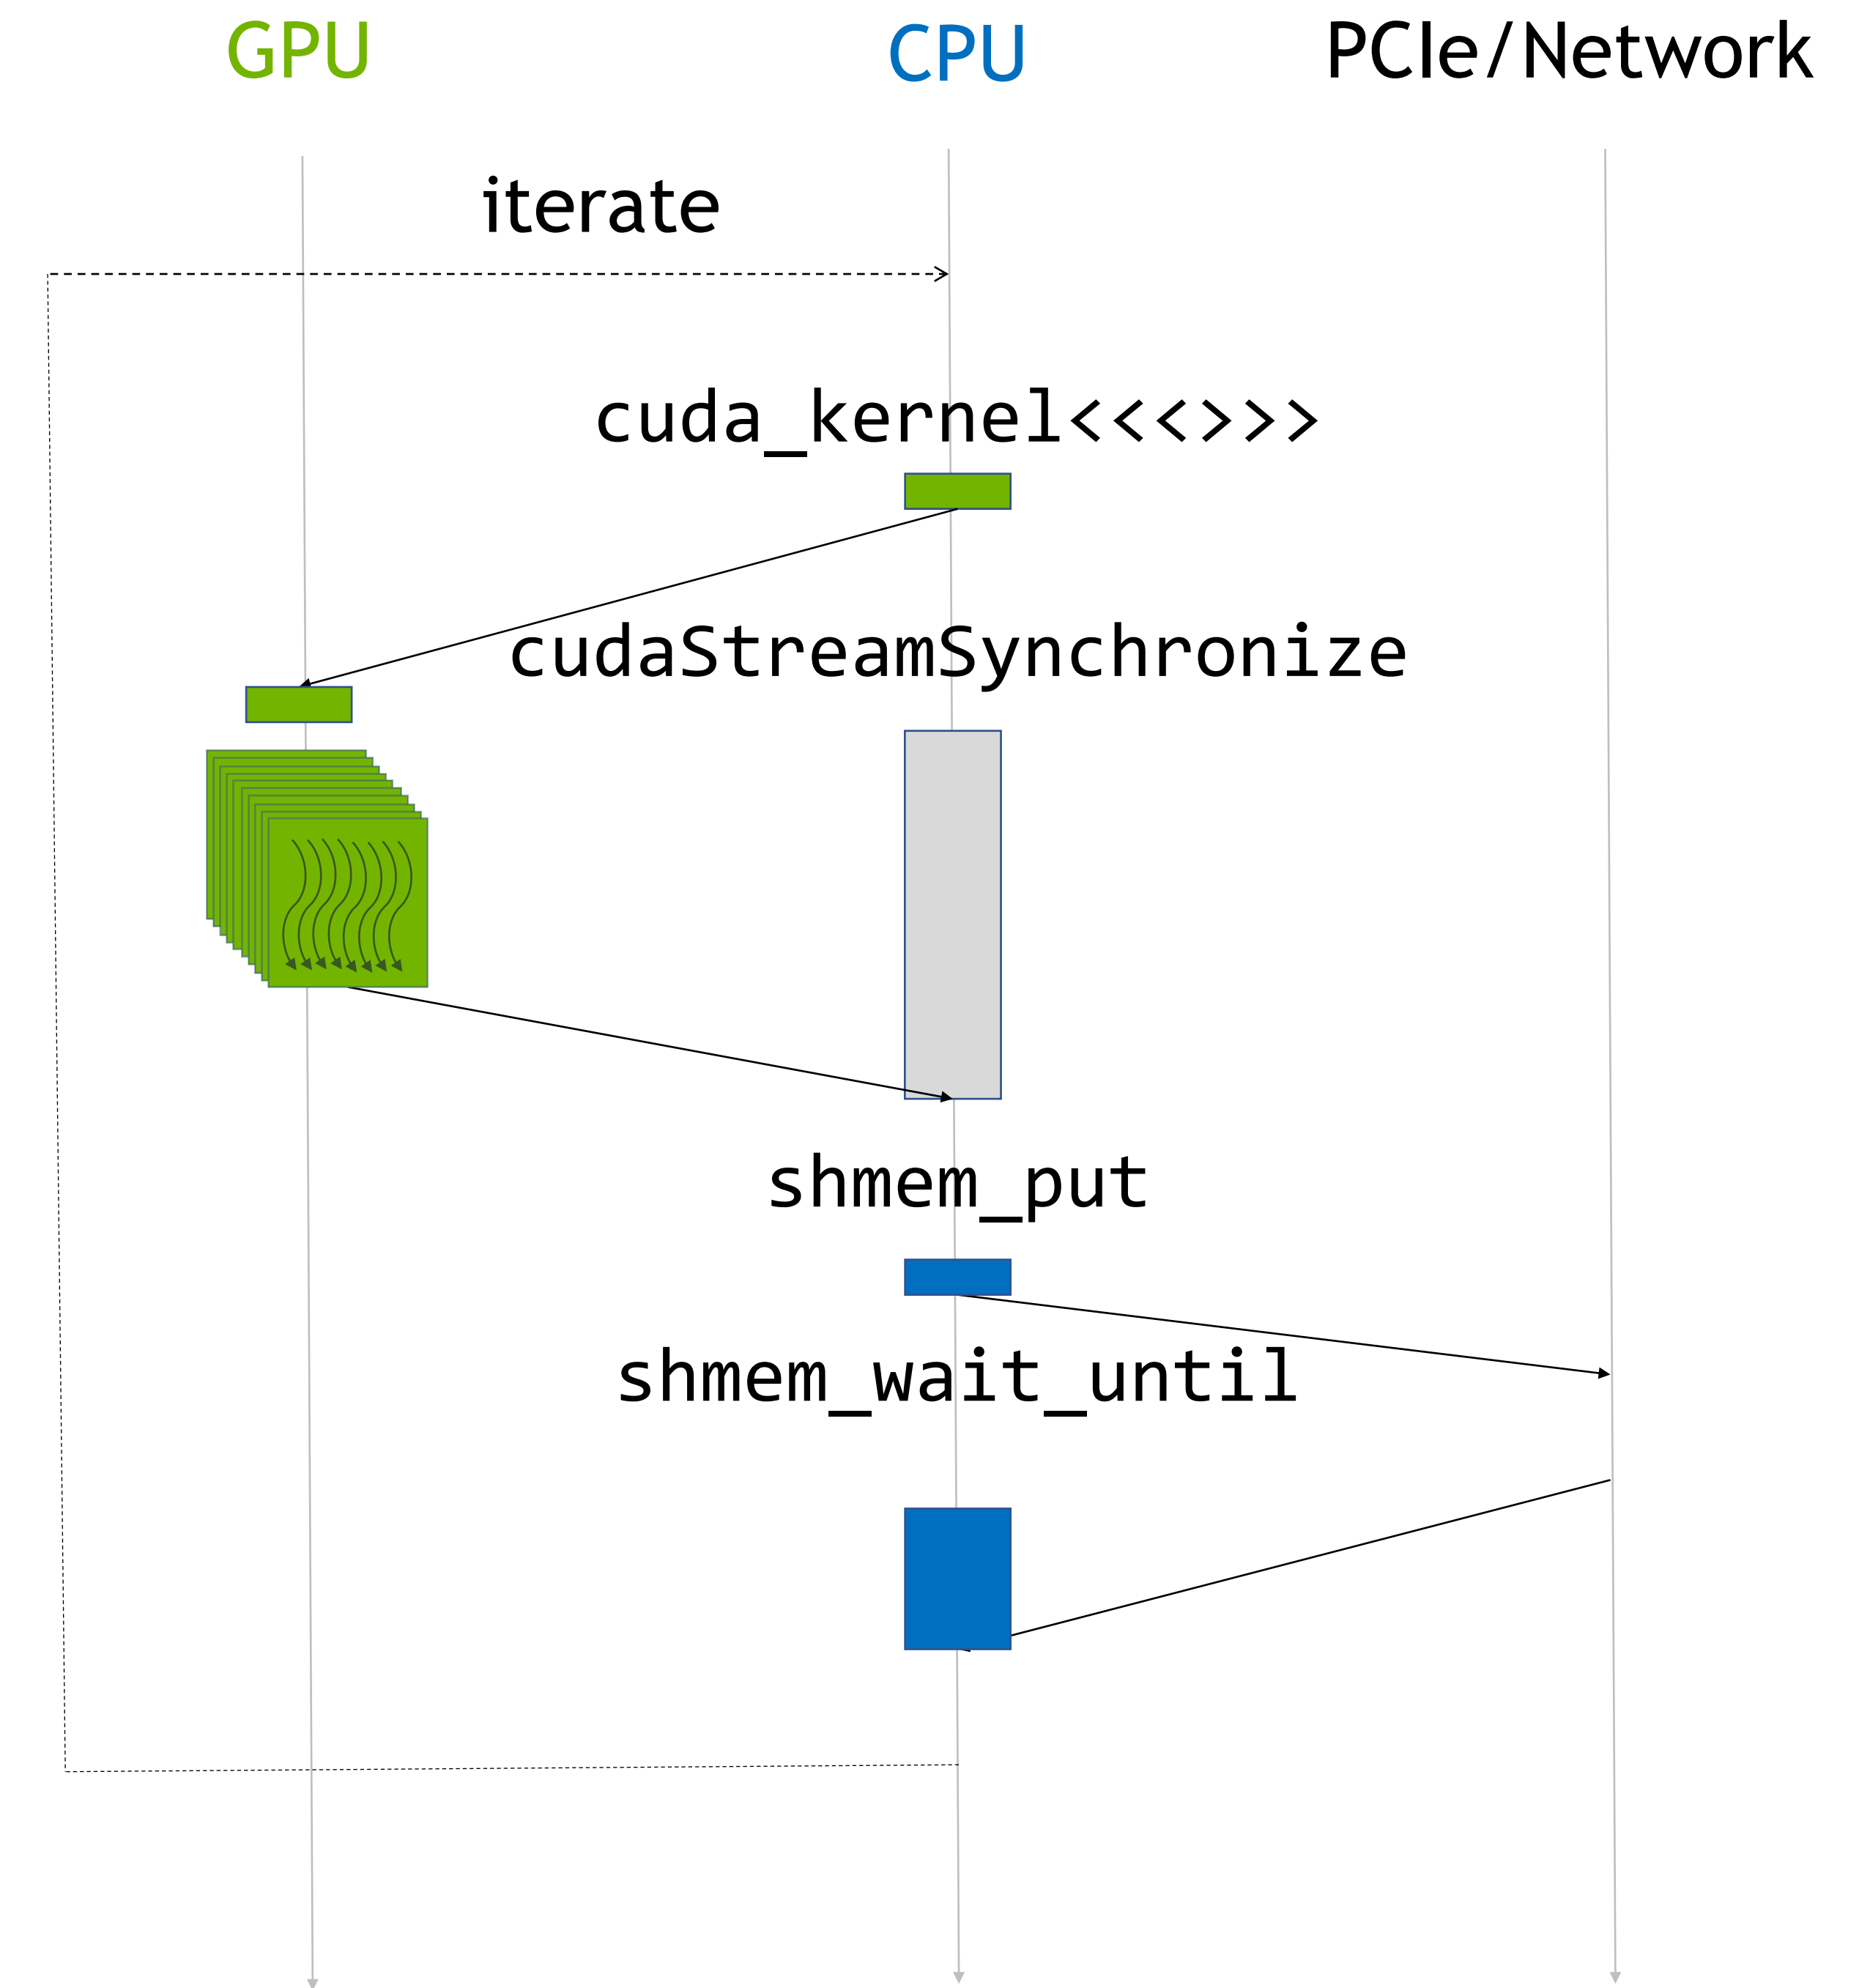 GPU
CPU
PCIe/Network
iterate
cuda_kernel<<<>>>
cudaStreamSynchronize
shmem_put
shmem_wait_until